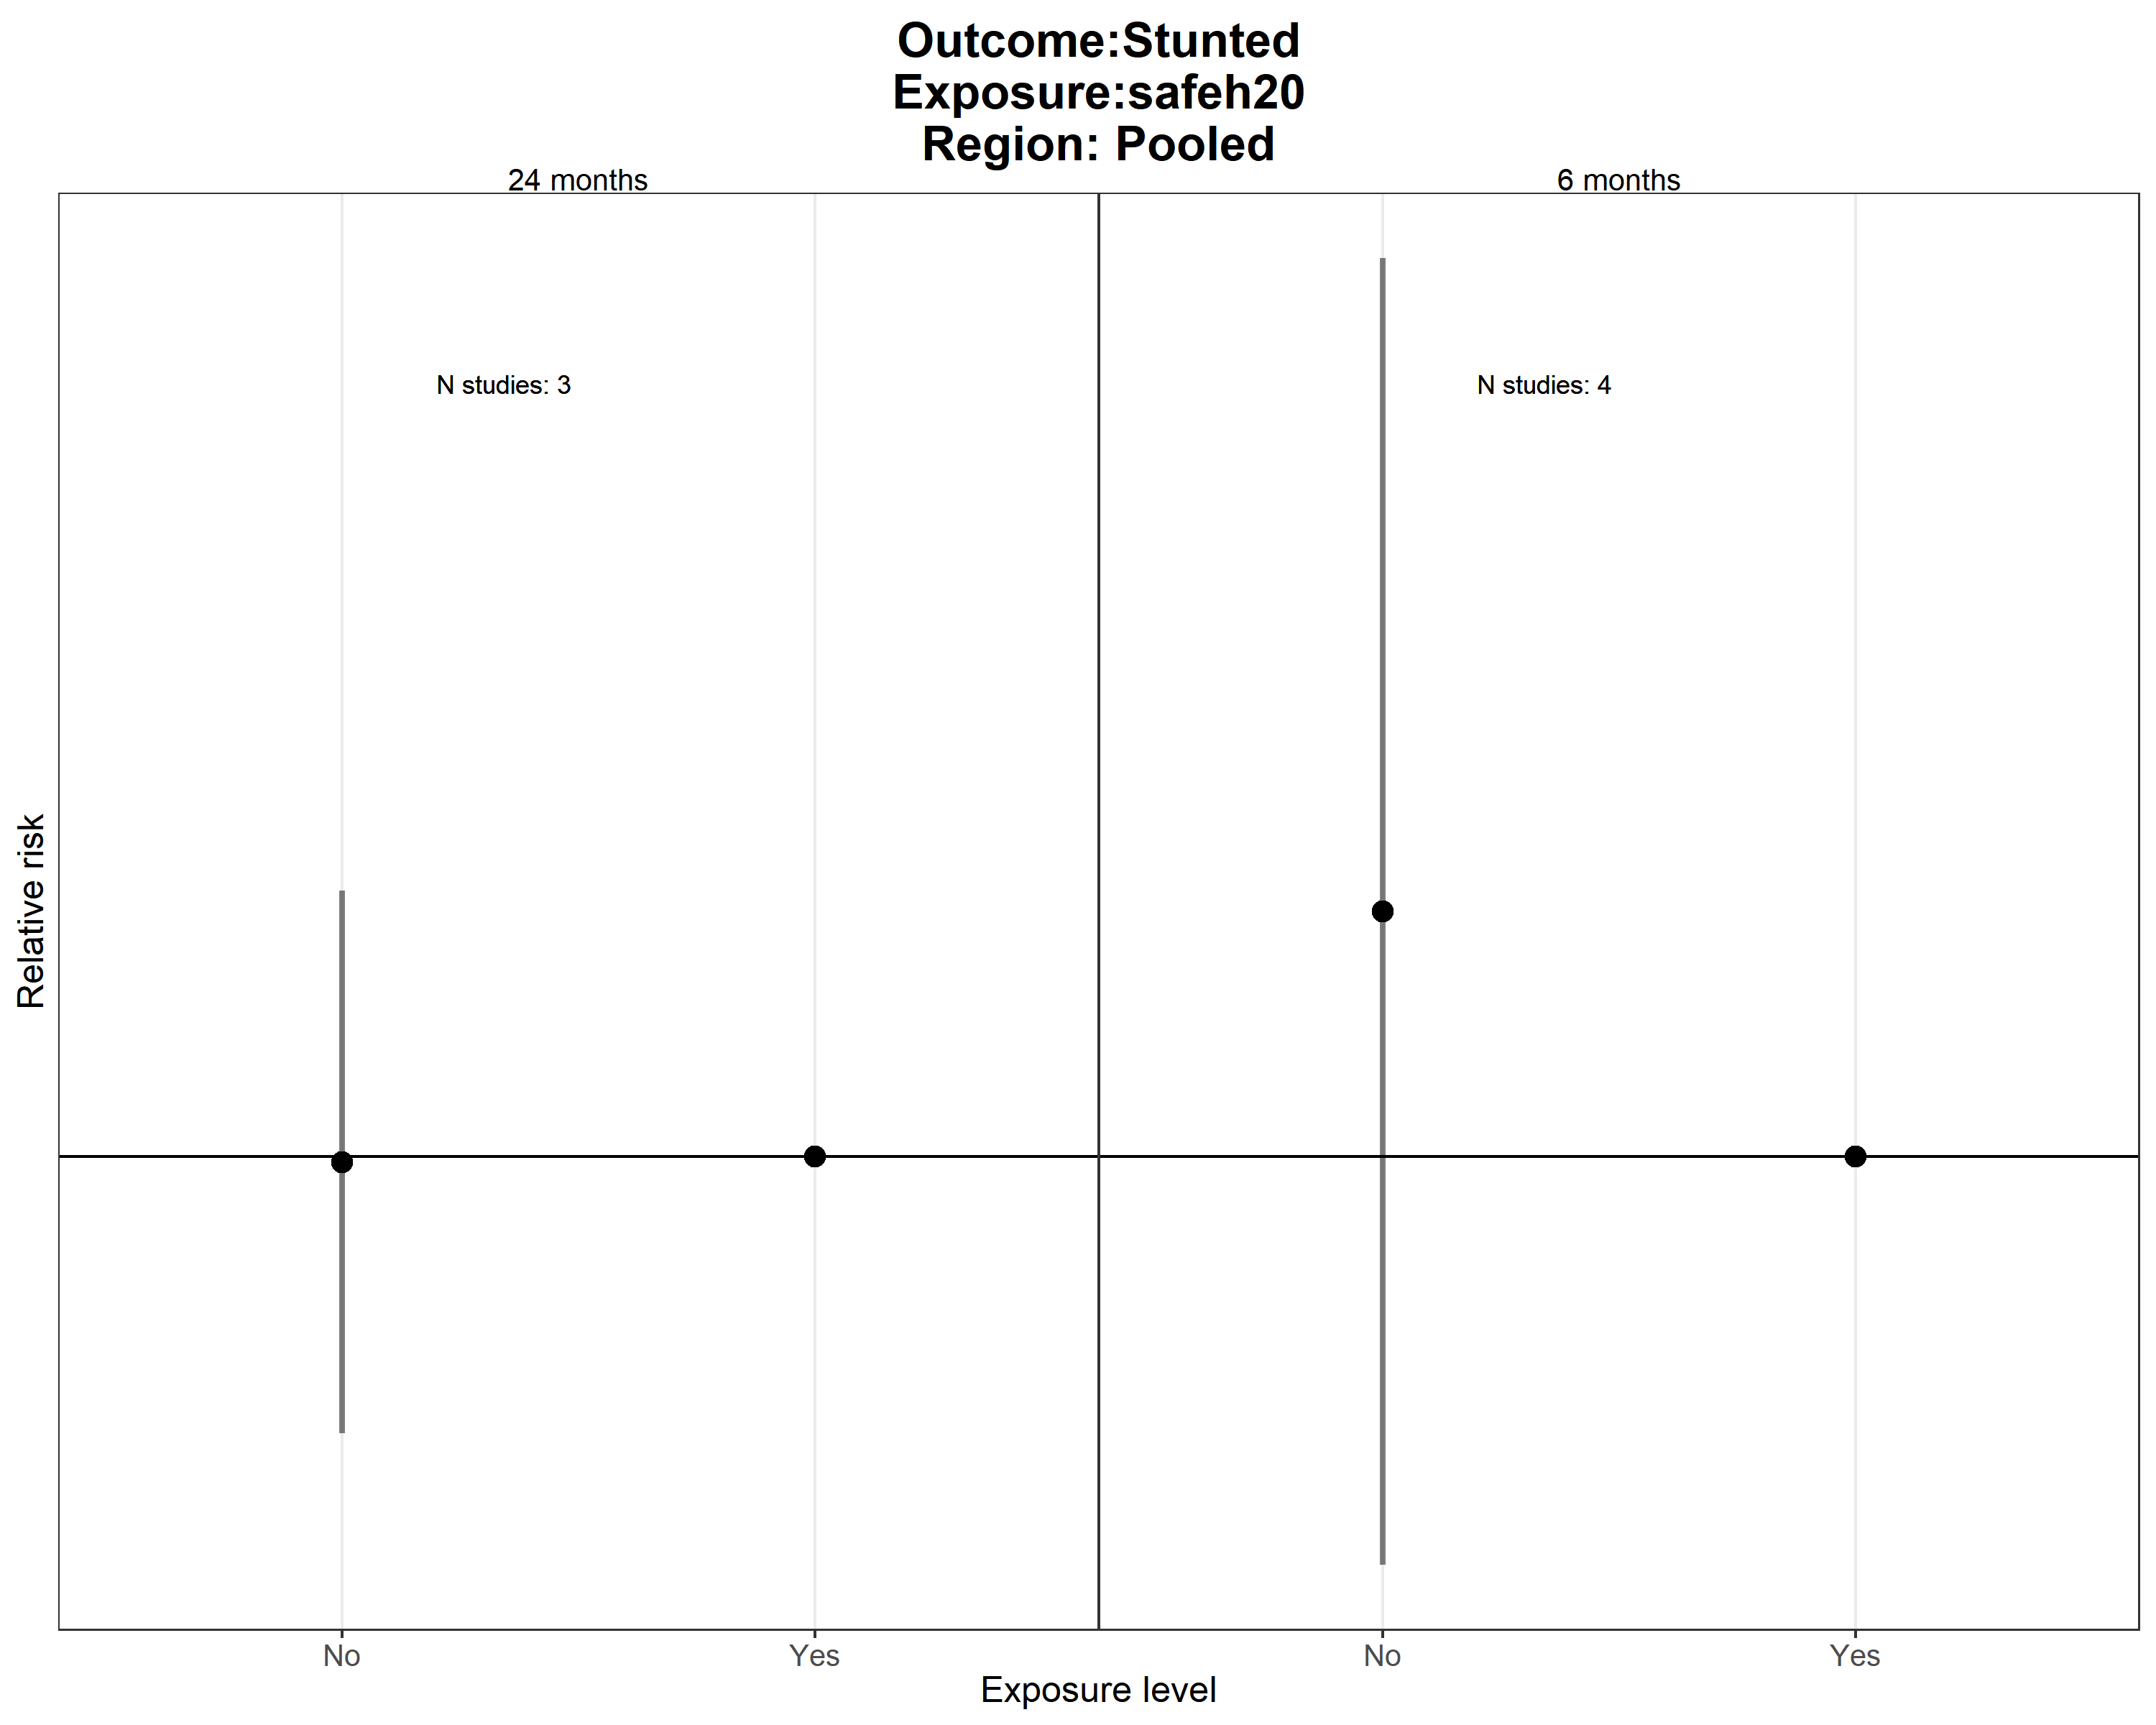 Outcome:Stunted
Exposure:safeh20
Region: Pooled
24 months
6 months
N studies: 3
N studies: 4
Relative risk
No
Yes
No
Yes
Exposure level